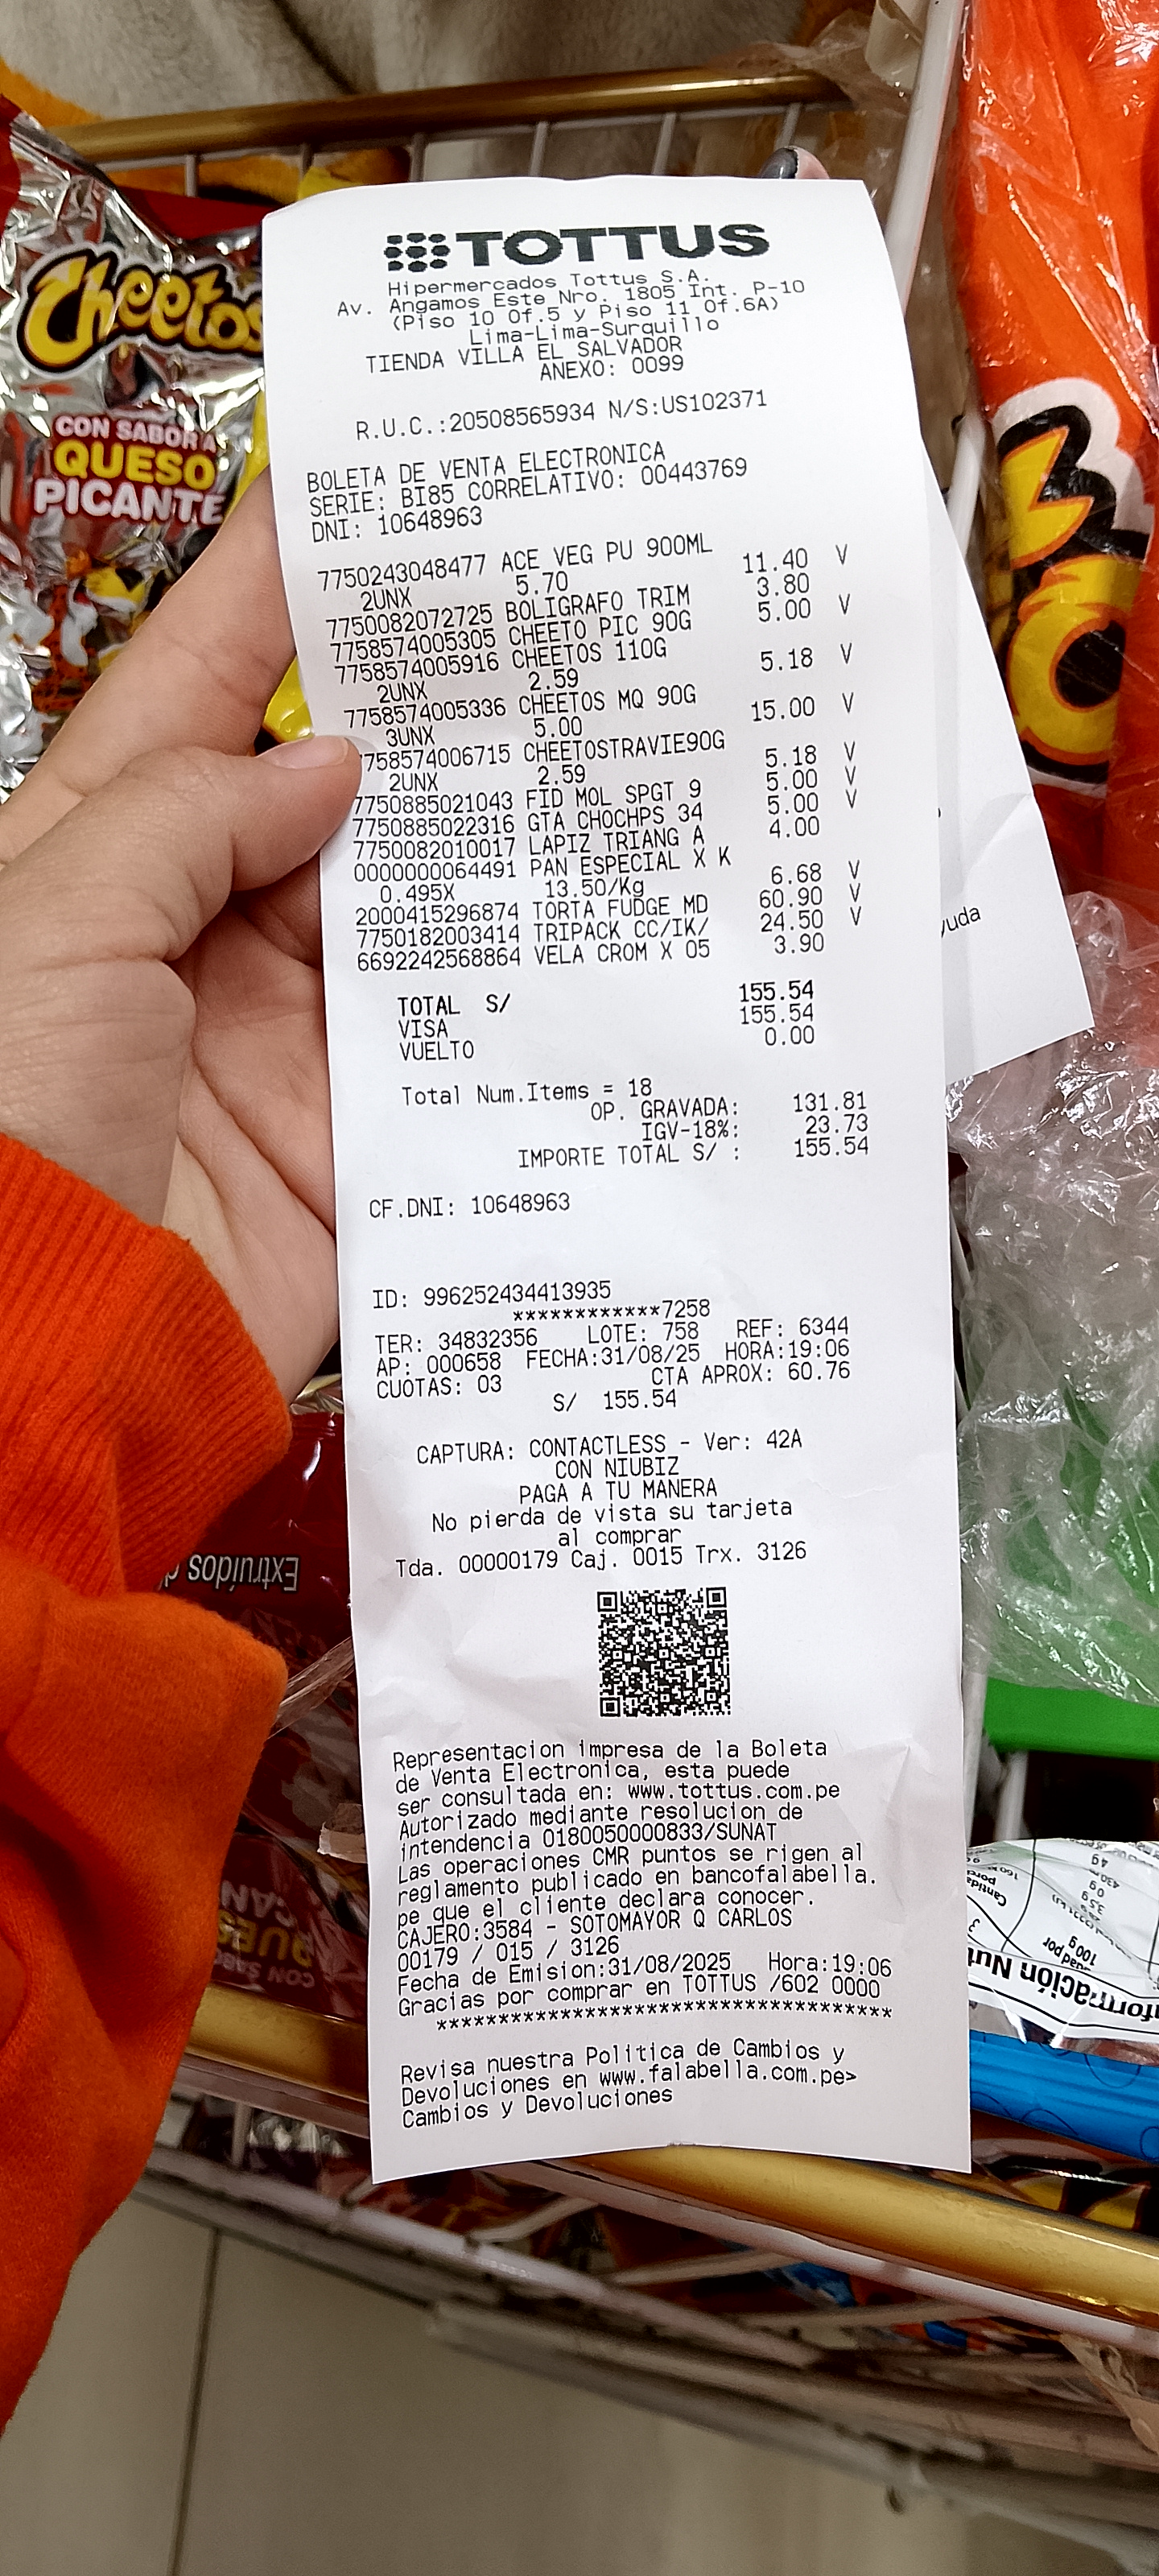 Cheetos
CON SABOR A
QUESO
PICANTE
TOTTUS
Hipermercados Tottus S.A.
Av. Angamos Este Nro. 1805 Int. P-10
(Piso 10 Of.5 y Piso 11 Of.6A)
Lima-Lima-Surquillo
TIENDA VILLA EL SALVADOR
ANEXO: 0099
R.U.C.:20508565934 N/S:US102371
BOLETA DE VENTA ELECTRONICA
SERIE: BI85 CORRELATIVO: 00443769
DNI: 10648963
7750243048477 ACE VEG PU 900ML
2UNX 5.70 11.40 V
7750082072725 BOLIGRAFO TRIM 3.80
7758574005305 CHEETO PIC 90G 5.00 V
7758574005916 CHEETOS 110G
2UNX 2.59 5.18 V
7758574005336 CHEETOS MQ 90G
3UNX 5.00 15.00 V
758574006715 CHEETOSTRAVIE90G
2UNX 2.59 5.18 V
7750885021043 FID MOL SPGT 9 5.00 V
7750885022316 GTA CHOCHPS 34 5.00 V
7750082010017 LAPIZ TRIANG A 4.00
0000000064491 PAN ESPECIAL X K
0.495X 13.50/Kg 6.68 V
2000415296874 TORTA FUDGE MD 60.90 V
7750182003414 TRIPACK CC/IK/ 24.50 V
6692242568864 VELA CROM X 05 3.90
TOTAL S/ 155.54
VISA 155.54
VUELTO 0.00
Total Num.Items = 18
OP. GRAVADA: 131.81
IGV-18%: 23.73
IMPORTE TOTAL S/ : 155.54
CF.DNI: 10648963
ID: 996252434413935
************7258
TER: 34832356 LOTE: 758 REF: 6344
AP: 000658 FECHA:31/08/25 HORA:19:06
CUOTAS: 03 CTA APROX: 60.76
S/ 155.54
CAPTURA: CONTACTLESS - Ver: 42A
CON NIUBIZ
PAGA A TU MANERA
No pierda de vista su tarjeta
al comprar
Tda. 00000179 Caj. 0015 Trx. 3126
Representacion impresa de la Boleta
de Venta Electronica, esta puede
ser consultada en: www.tottus.com.pe
Autorizado mediante resolucion de
intendencia 0180050000833/SUNAT
Las operaciones CMR puntos se rigen al
reglamento publicado en bancofalabella.
pe que el cliente declara conocer.
CAJERO:3584 - SOTOMAYOR Q CARLOS
00179 / 015 / 3126
Fecha de Emision:31/08/2025 Hora:19:06
Gracias por comprar en TOTTUS /602 0000
************************************
Revisa nuestra Politica de Cambios y
Devoluciones en www.falabella.com.pe>
Cambios y Devoluciones
yuda
Extruidos
100 g
formación Nut